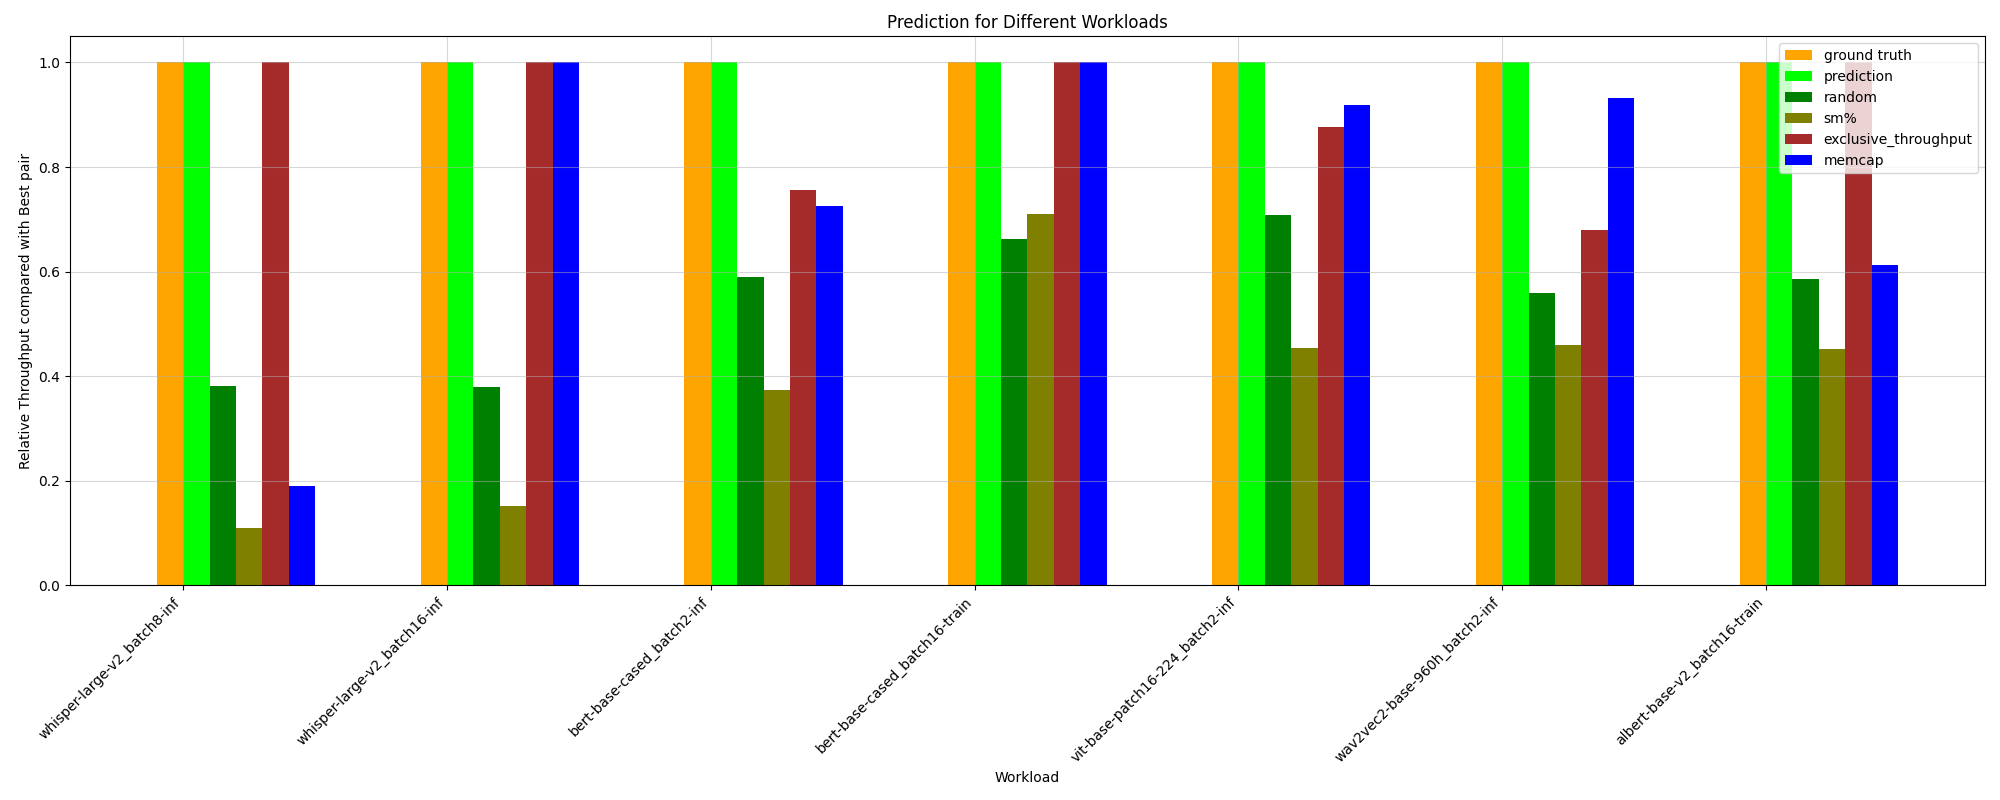 Prediction for Different Workloads
Relative Throughput compared with Best pair
1.0
0.8
0.6
0.4
0.2
0.0
ground truth
prediction
random
sm%
exclusive_throughput
memcap
whisper-large-v2_batch8-inf
whisper-large-v2_batch16-inf
bert-base-cased_batch2-inf
bert-base-cased_batch16-train
vit-base-patch16-224_batch2-inf
wav2vec2-base-960h_batch2-inf
albert-base-v2_batch16-train
Workload